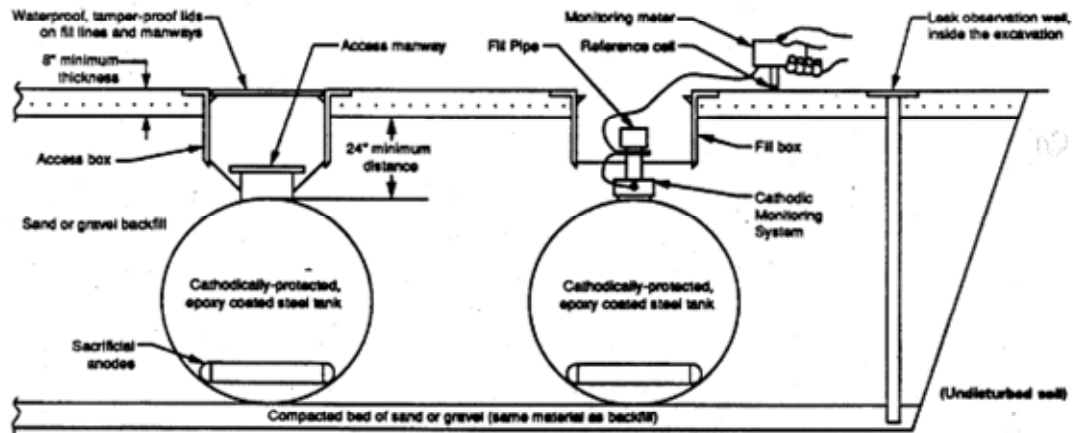 Waterproof, tamper-proof lids
on fill lines and manways
8" minimum
thickness
Access manway
Access box
24" minimum
distance
Sand or gravel backfill
Cathodically-protected,
epoxy coated steel tank
Sacrificial
anodes
Fill Pipe
Monitoring meter
Reference cell
Leak observation well,
inside the excavation
Fill box
Cathodic
Monitoring
System
Cathodically-protected,
epoxy coated steel tank
(Undisturbed soil)
Compacted bed of sand or gravel (same material as backfill)